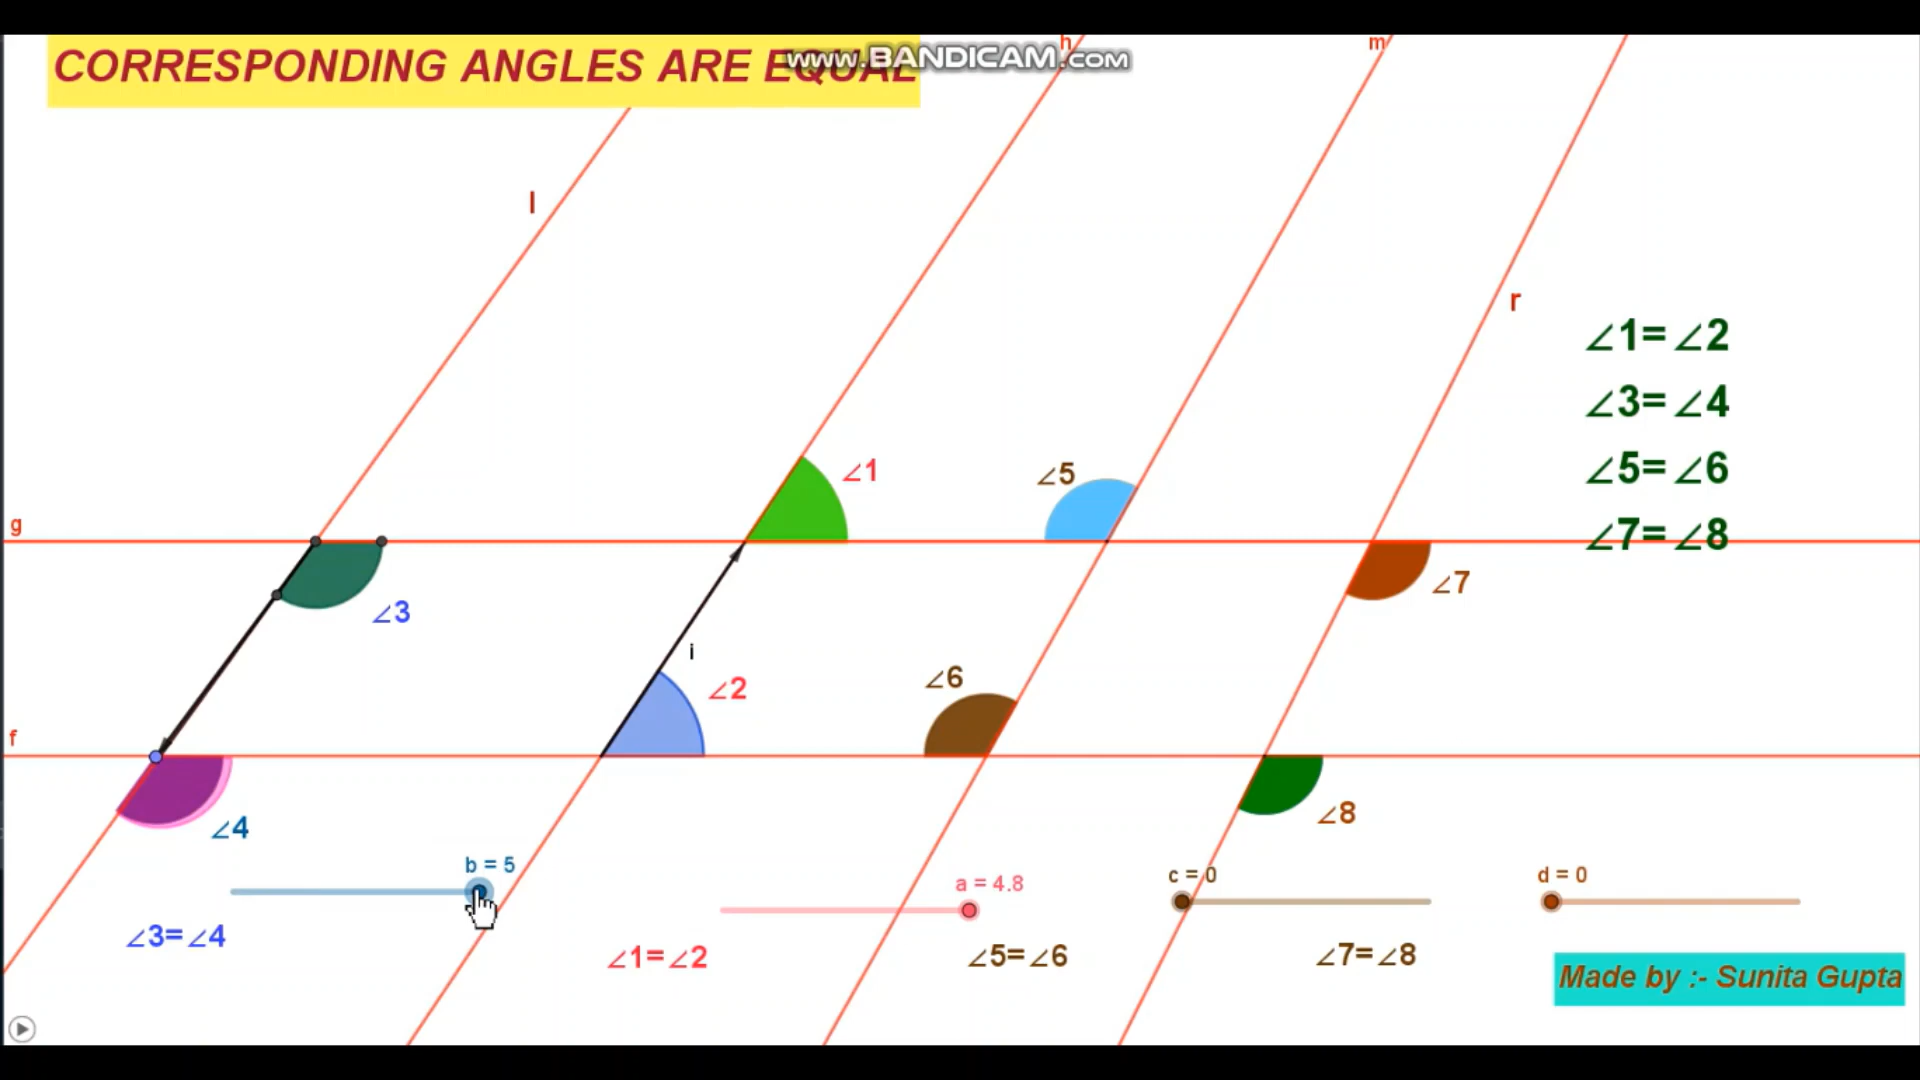 CORRESPONDING ANGLES ARE EQUAL
www.BANDICAM.com
h
m
l
r
∠1=∠2
∠3=∠4
∠5=∠6
∠7=∠8
∠1
∠5
g
∠7
∠3
i
∠6
∠2
f
∠8
∠4
b = 5
a = 4.8
c = 0
d = 0
∠3=∠4
∠1=∠2
∠5=∠6
∠7=∠8
Made by :- Sunita Gupta